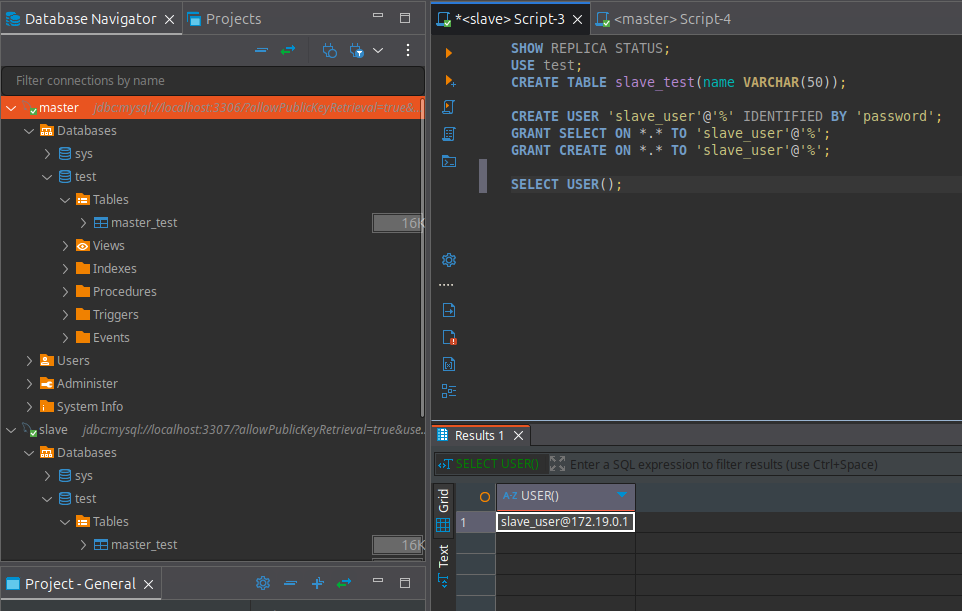 Database Navigator
Projects
Filter connections by name
master jdbc:mysql://localhost:3306/?allowPublicKeyRetrieval=true&...
Databases
sys
test
Tables
master_test 16K
Views
Indexes
Procedures
Triggers
Events
Users
Administer
System Info
slave jdbc:mysql://localhost:3307/?allowPublicKeyRetrieval=true&use...
Databases
sys
test
Tables
master_test 16K
Project - General
*<slave> Script-3
<master> Script-4
SHOW REPLICA STATUS;
USE test;
CREATE TABLE slave_test(name VARCHAR(50));
CREATE USER 'slave_user'@'%' IDENTIFIED BY 'password';
GRANT SELECT ON *.* TO 'slave_user'@'%';
GRANT CREATE ON *.* TO 'slave_user'@'%';
SELECT USER();
Results 1
SELECT USER()
Enter a SQL expression to filter results (use Ctrl+Space)
Grid
Text
A-Z USER()
1 slave_user@172.19.0.1